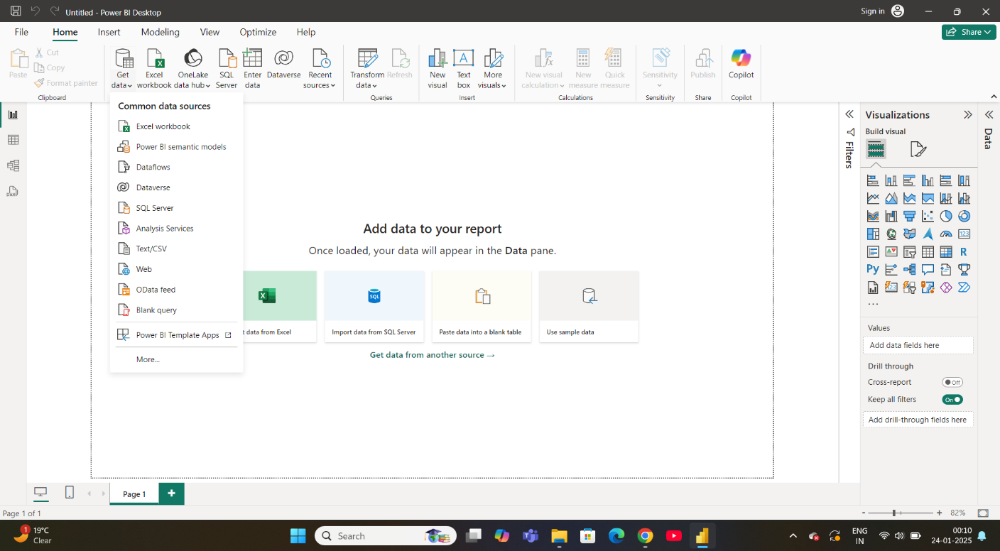 Untitled - Power BI Desktop
Sign in
File
Home
Insert
Modeling
View
Optimize
Help
Share
Paste
Cut
Copy
Format painter
Clipboard
Get data
Excel workbook
OneLake data hub
SQL Server
Enter data
Dataverse
Recent sources
Transform data
Refresh
Queries
New visual
Text box
More visuals
Insert
New visual calculation
New measure
Quick measure
Calculations
Sensitivity
Sensitivity
Publish
Share
Copilot
Copilot
Common data sources
Excel workbook
Power BI semantic models
Dataflows
Dataverse
SQL Server
Analysis Services
Text/CSV
Web
OData feed
Blank query
Power BI Template Apps
More...
Add data to your report
Once loaded, your data will appear in the Data pane.
t data from Excel
SQL
Import data from SQL Server
Paste data into a blank table
Use sample data
Get data from another source →
Filters
Visualizations
Build visual
123
R
Py
123
...
Values
Add data fields here
Drill through
Cross-report
Off
Keep all filters
On
Add drill-through fields here
Data
DAX
Page 1
Page 1 of 1
- + 82%
1
19°C
Clear
Search
ENG
IN
00:10
24-01-2025